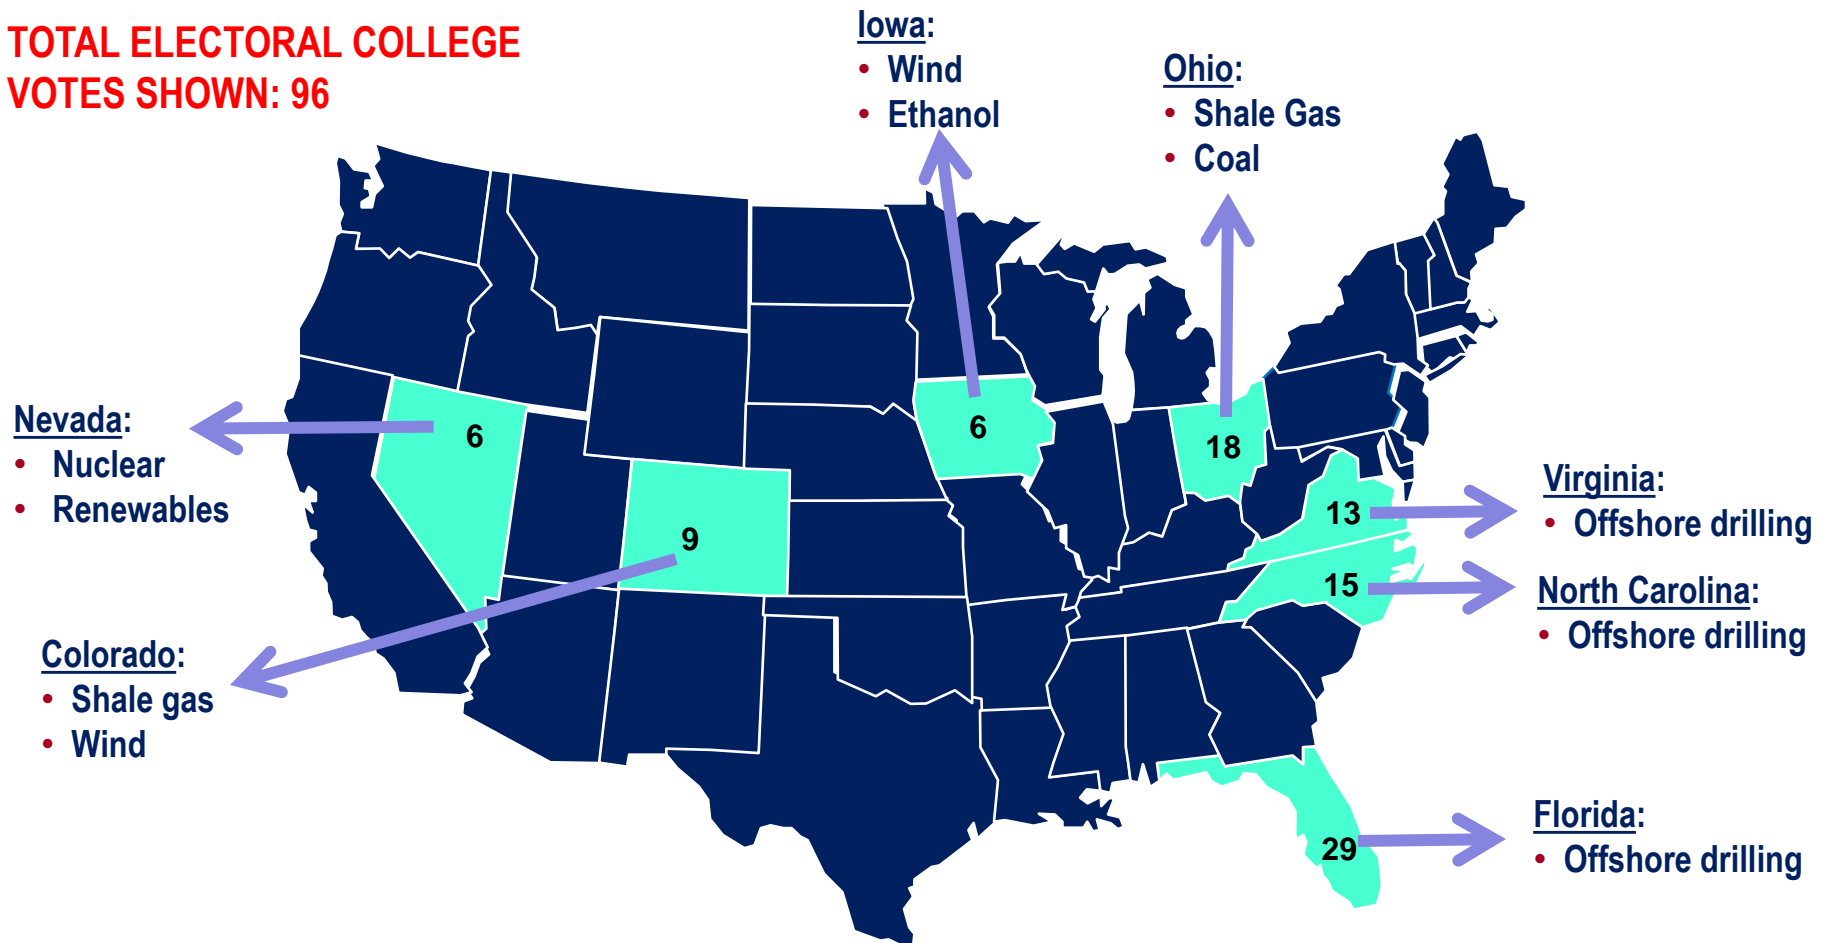 TOTAL ELECTORAL COLLEGE
VOTES SHOWN: 96
Iowa:
• Wind
• Ethanol
Ohio:
• Shale Gas
• Coal
Nevada:
• Nuclear
• Renewables
6
6
18
9
13
15
29
Virginia:
• Offshore drilling
North Carolina:
• Offshore drilling
Colorado:
• Shale gas
• Wind
Florida:
• Offshore drilling